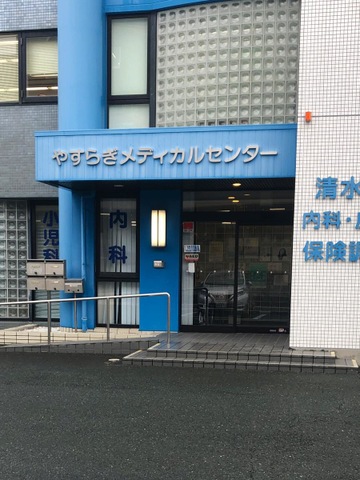 やすらぎメディカルセンター
小児科
内科
清水
内科・
保険